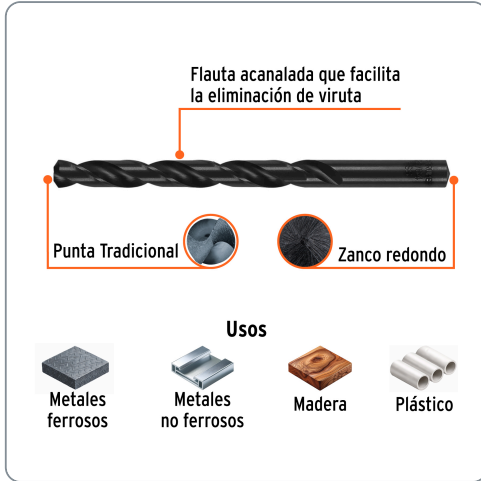 Flauta acanalada que facilita
la eliminación de viruta
Punta Tradicional
Zanco redondo
Usos
Metales
ferrosos
Metales
no ferrosos
Madera
Plástico